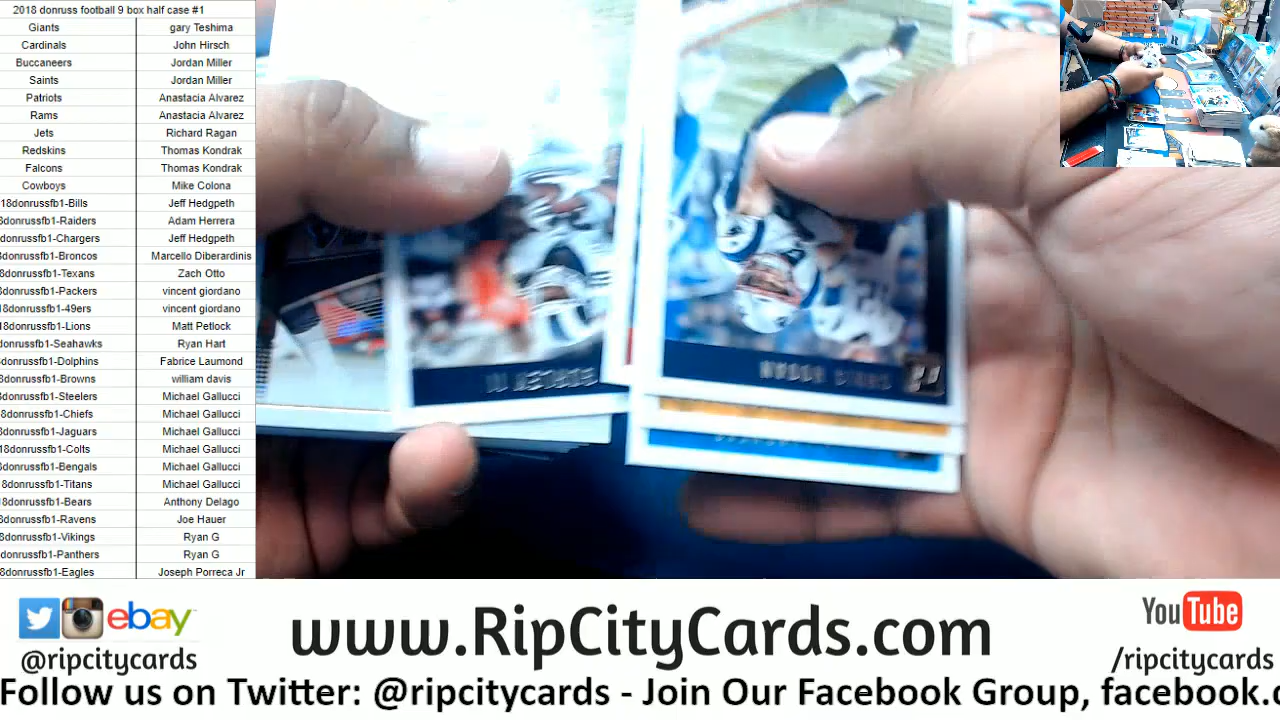 2018 donruss football 9 box half case #1
Giants gary Teshima
Cardinals John Hirsch
Buccaneers Jordan Miller
Saints Jordan Miller
Patriots Anastacia Alvarez
Rams Anastacia Alvarez
Jets Richard Ragan
Redskins Thomas Kondrak
Falcons Thomas Kondrak
Cowboys Mike Colona
18donrussfb1-Bills Jeff Hedgpeth
8donrussfb1-Raiders Adam Herrera
donrussfb1-Chargers Jeff Hedgpeth
8donrussfb1-Broncos Marcello Diberardinis
8donrussfb1-Texans Zach Otto
8donrussfb1-Packers vincent giordano
18donrussfb1-49ers vincent giordano
18donrussfb1-Lions Matt Petlock
donrussfb1-Seahawks Ryan Hart
8donrussfb1-Dolphins Fabrice Laumond
8donrussfb1-Browns william davis
8donrussfb1-Steelers Michael Gallucci
8donrussfb1-Chiefs Michael Gallucci
8donrussfb1-Jaguars Michael Gallucci
18donrussfb1-Colts Michael Gallucci
8donrussfb1-Bengals Michael Gallucci
18donrussfb1-Titans Michael Gallucci
18donrussfb1-Bears Anthony Delago
8donrussfb1-Ravens Joe Hauer
8donrussfb1-Vikings Ryan G
donrussfb1-Panthers Ryan G
8donrussfb1-Eagles Joseph Porreca Jr
ebay
@ripcitycards
www.RipCityCards.com
YouTube
/ripcitycards
Follow us on Twitter: @ripcitycards - Join Our Facebook Group, facebook.c